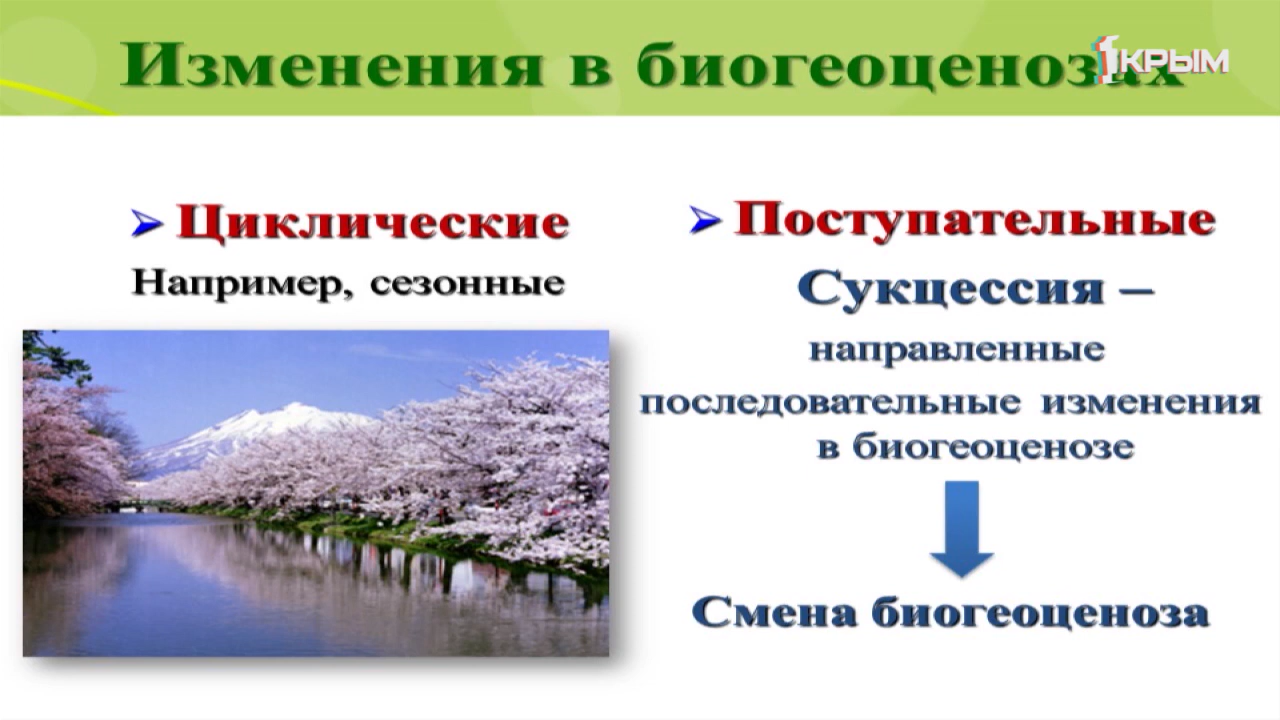 Изменения в биогеоценозах
1КРЫМ
Циклические
Например, сезонные
Поступательные
Сукцессия –
направленные
последовательные изменения
в биогеоценозе
Смена биогеоценоза